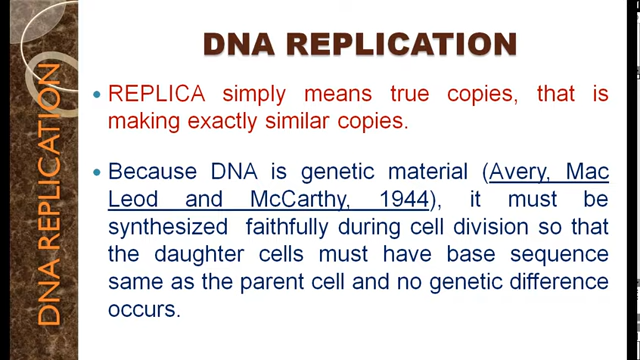 DNA REPLICATION
DNA REPLICATION
• REPLICA simply means true copies, that is
making exactly similar copies.
• Because DNA is genetic material (Avery, Mac
Leod and McCarthy, 1944), it must be
synthesized faithfully during cell division so that
the daughter cells must have base sequence
same as the parent cell and no genetic difference
occurs.